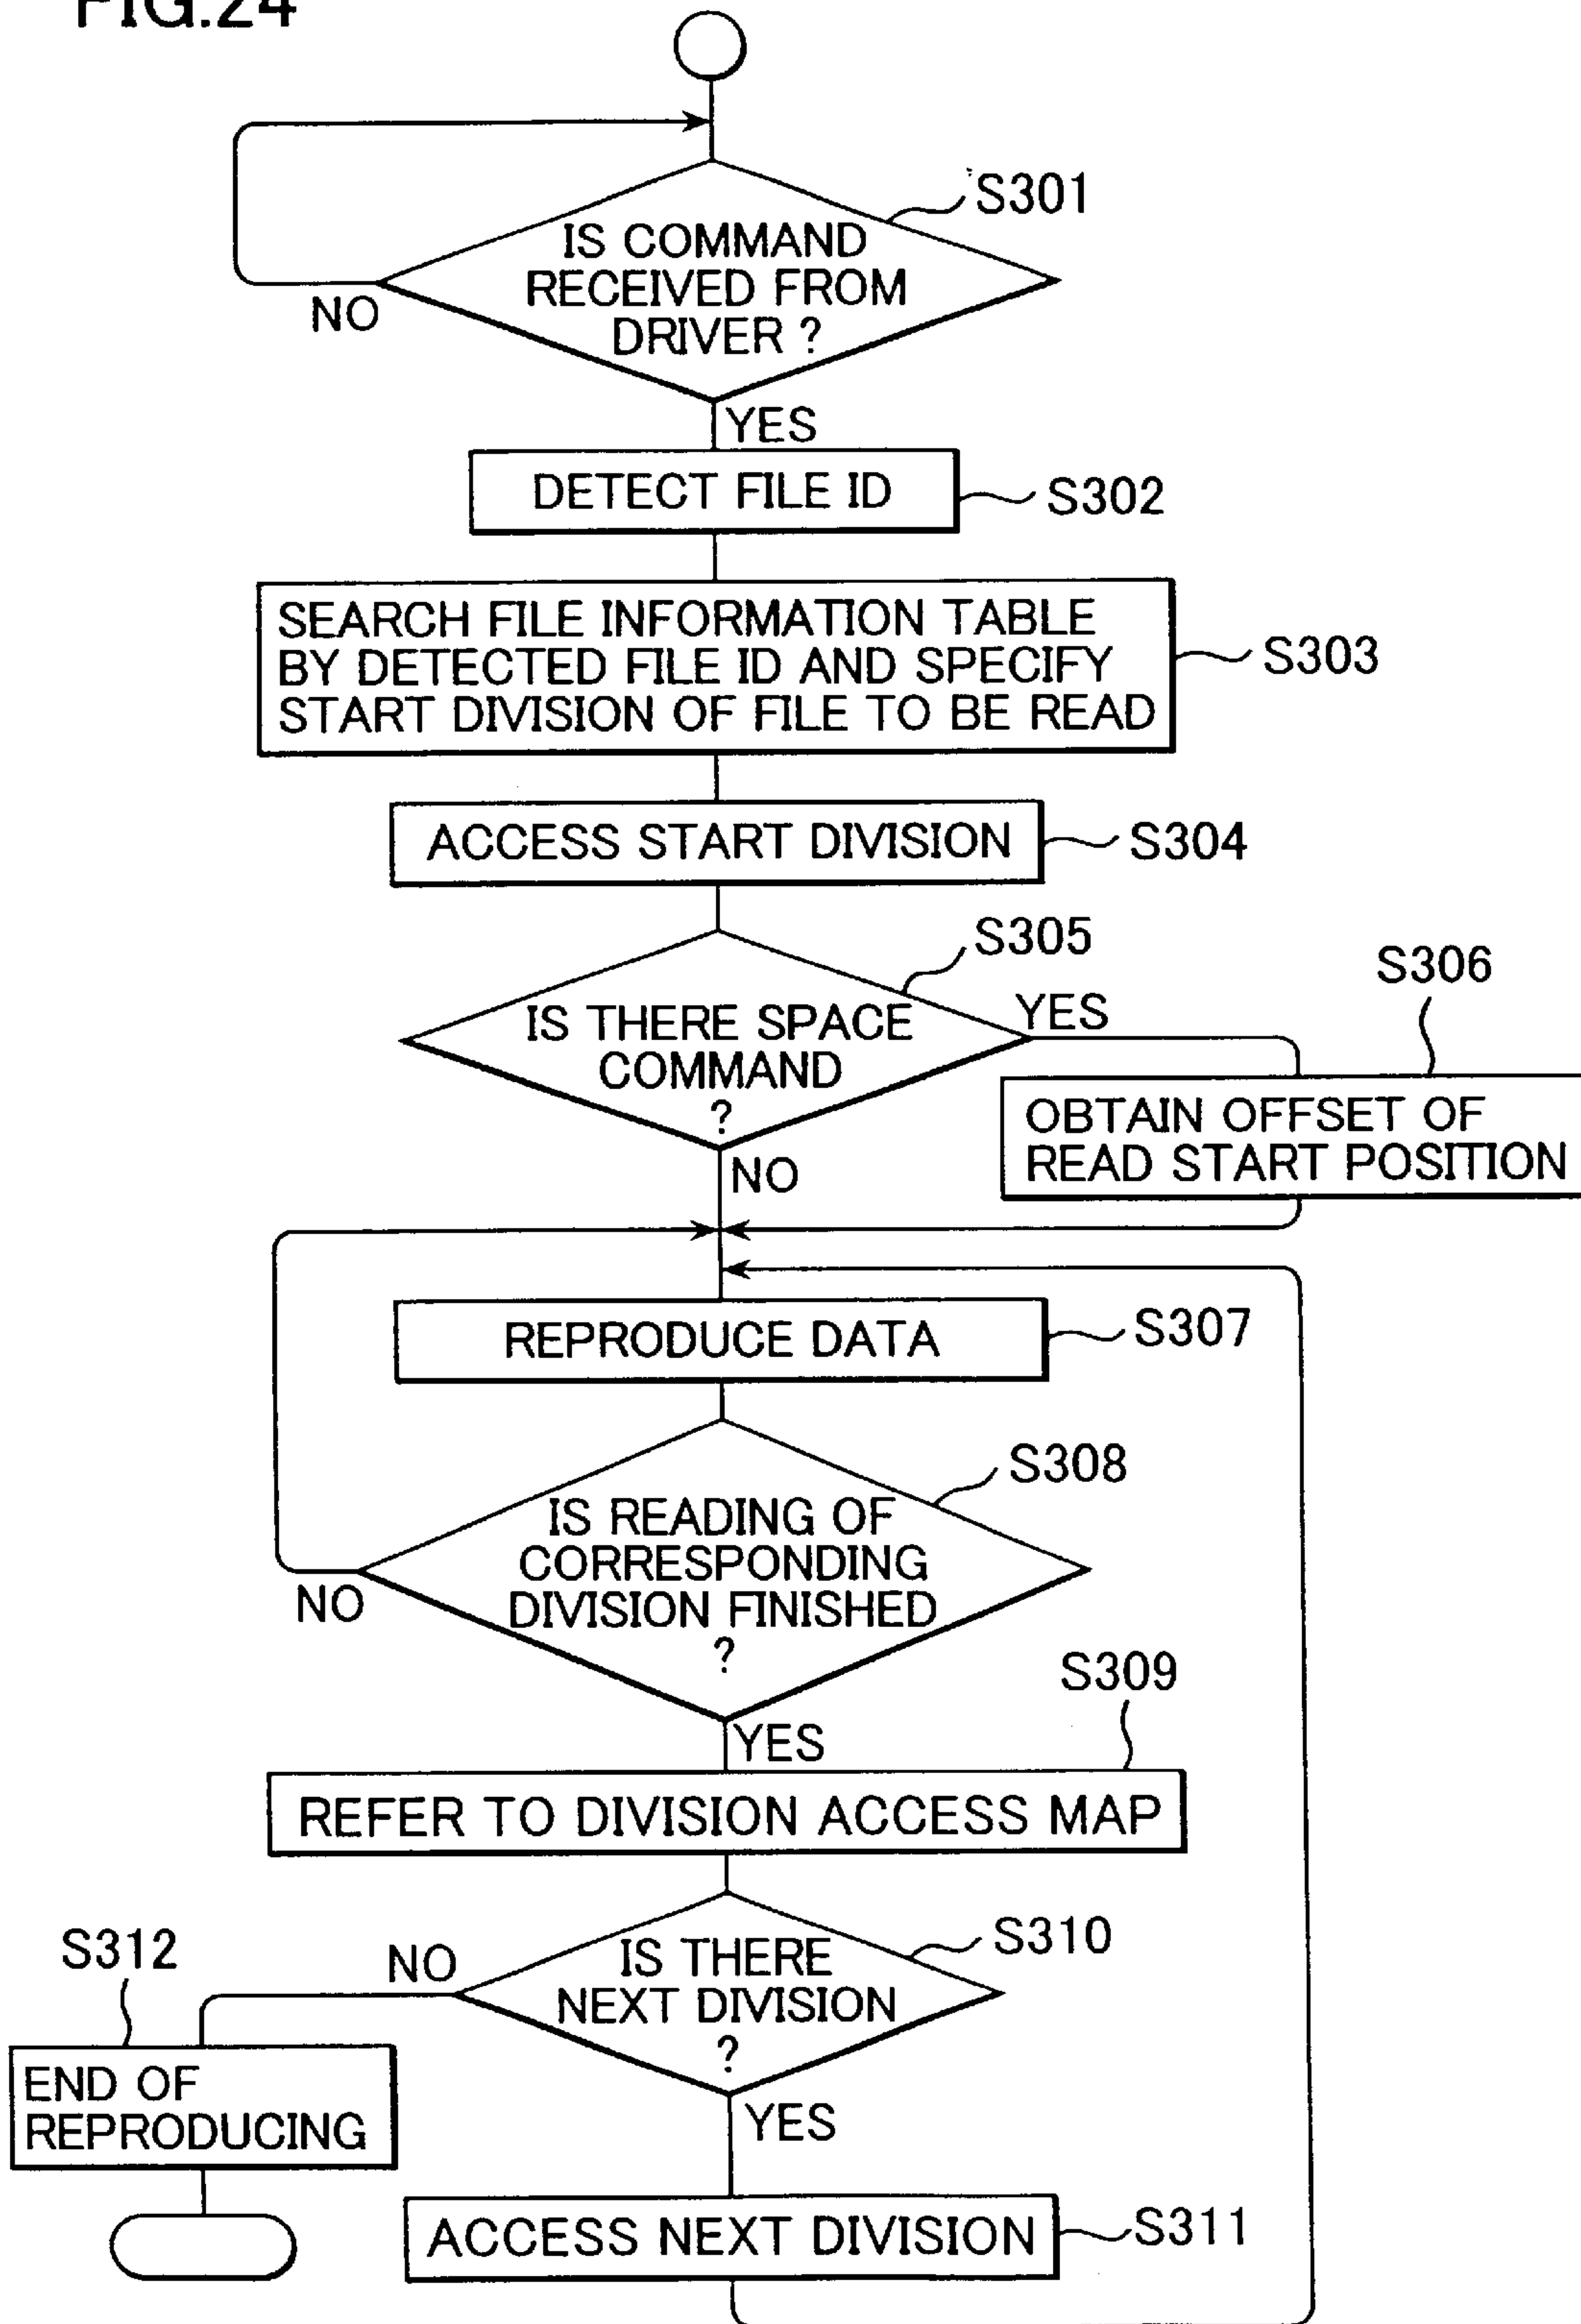 FIG.24
S301
IS COMMAND
RECEIVED FROM
DRIVER ?
NO
YES
DETECT FILE ID
S302
SEARCH FILE INFORMATION TABLE
BY DETECTED FILE ID AND SPECIFY
START DIVISION OF FILE TO BE READ
S303
ACCESS START DIVISION
S304
S305
IS THERE SPACE
COMMAND
?
YES
S306
OBTAIN OFFSET OF
READ START POSITION
NO
REPRODUCE DATA
S307
S308
IS READING OF
CORRESPONDING
DIVISION FINISHED
?
NO
YES
S309
REFER TO DIVISION ACCESS MAP
S310
IS THERE
NEXT DIVISION
?
NO
S312
END OF
REPRODUCING
YES
ACCESS NEXT DIVISION
S311